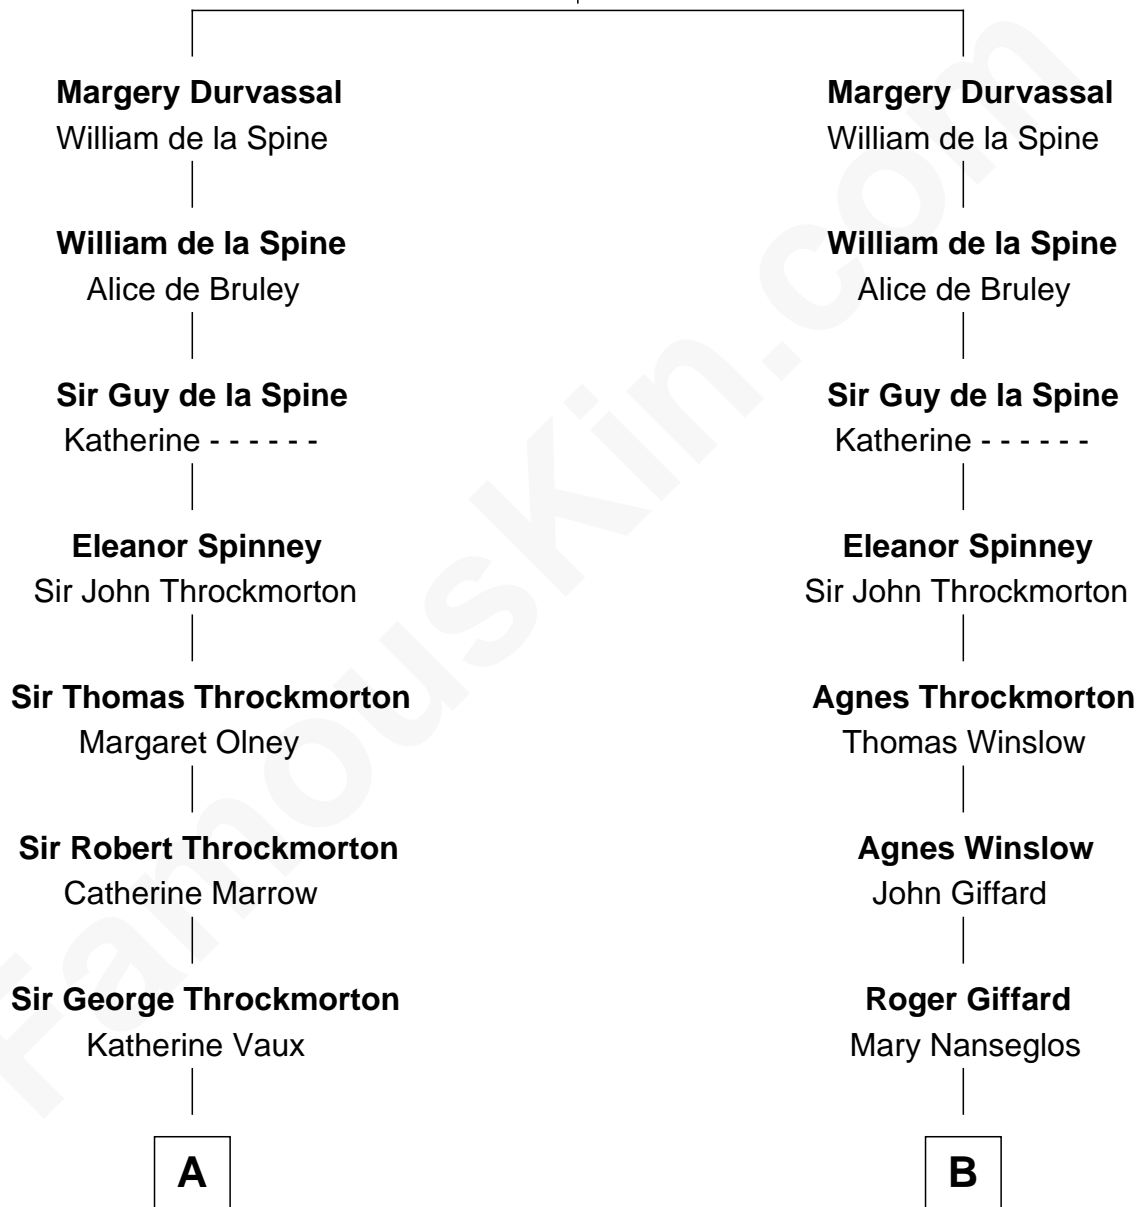 Margery Durvassal
William de la Spine
William de la Spine
Alice de Bruley
Sir Guy de la Spine
Katherine - - - - - -
Eleanor Spinney
Sir John Throckmorton
Sir Thomas Throckmorton
Margaret Olney
Sir Robert Throckmorton
Catherine Marrow
Sir George Throckmorton
Katherine Vaux
A
Margery Durvassal
William de la Spine
William de la Spine
Alice de Bruley
Sir Guy de la Spine
Katherine - - - - - -
Eleanor Spinney
Sir John Throckmorton
Agnes Throckmorton
Thomas Winslow
Agnes Winslow
John Giffard
Roger Giffard
Mary Nanseglos
B
FamousKin.com